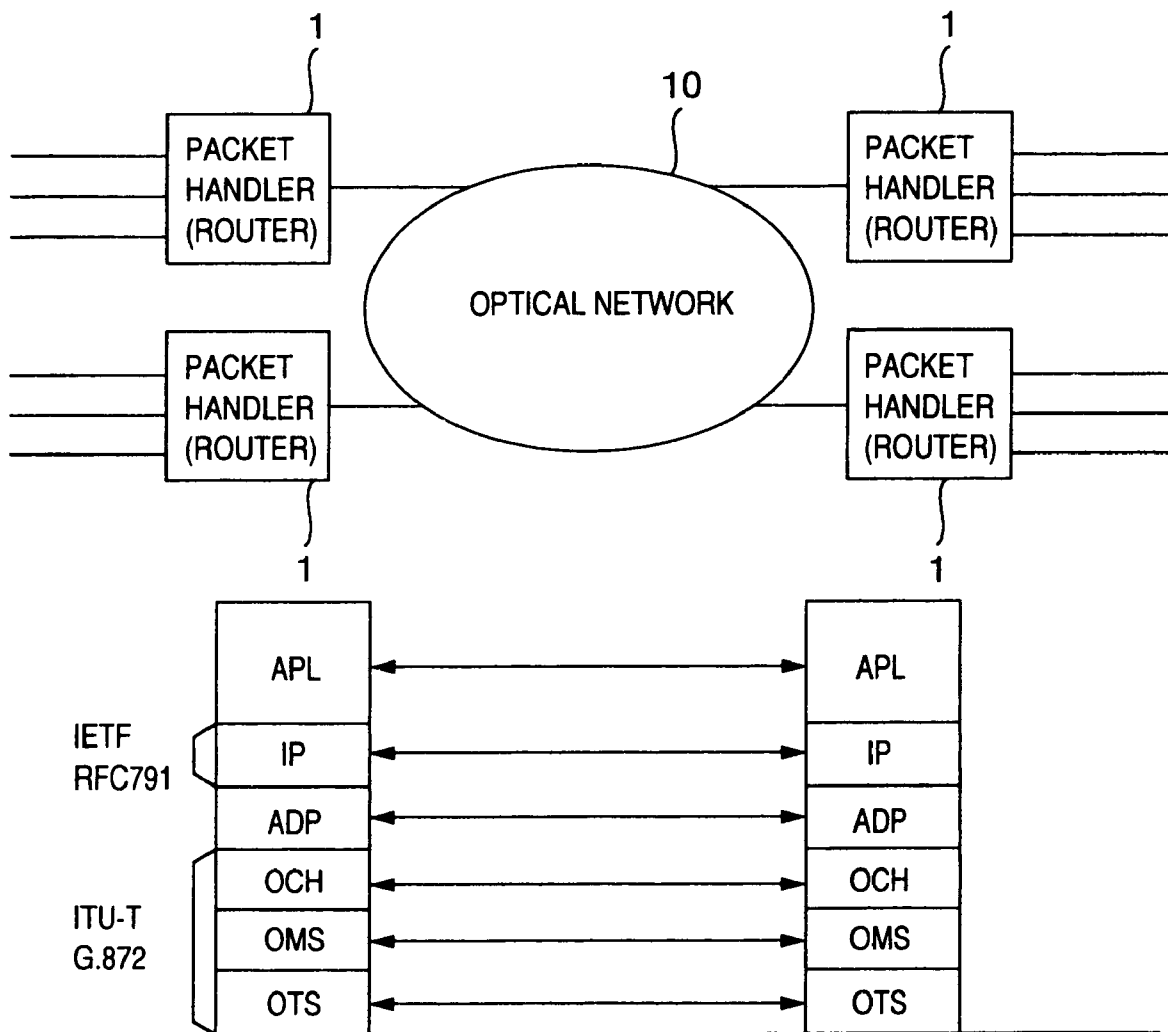 1
1
10
PACKET
HANDLER
(ROUTER)
PACKET
HANDLER
(ROUTER)
OPTICAL NETWORK
PACKET
HANDLER
(ROUTER)
PACKET
HANDLER
(ROUTER)
1
1
APL
APL
IETF
RFC791
IP
IP
ADP
ADP
ITU-T
G.872
OCH
OCH
OMS
OMS
OTS
OTS